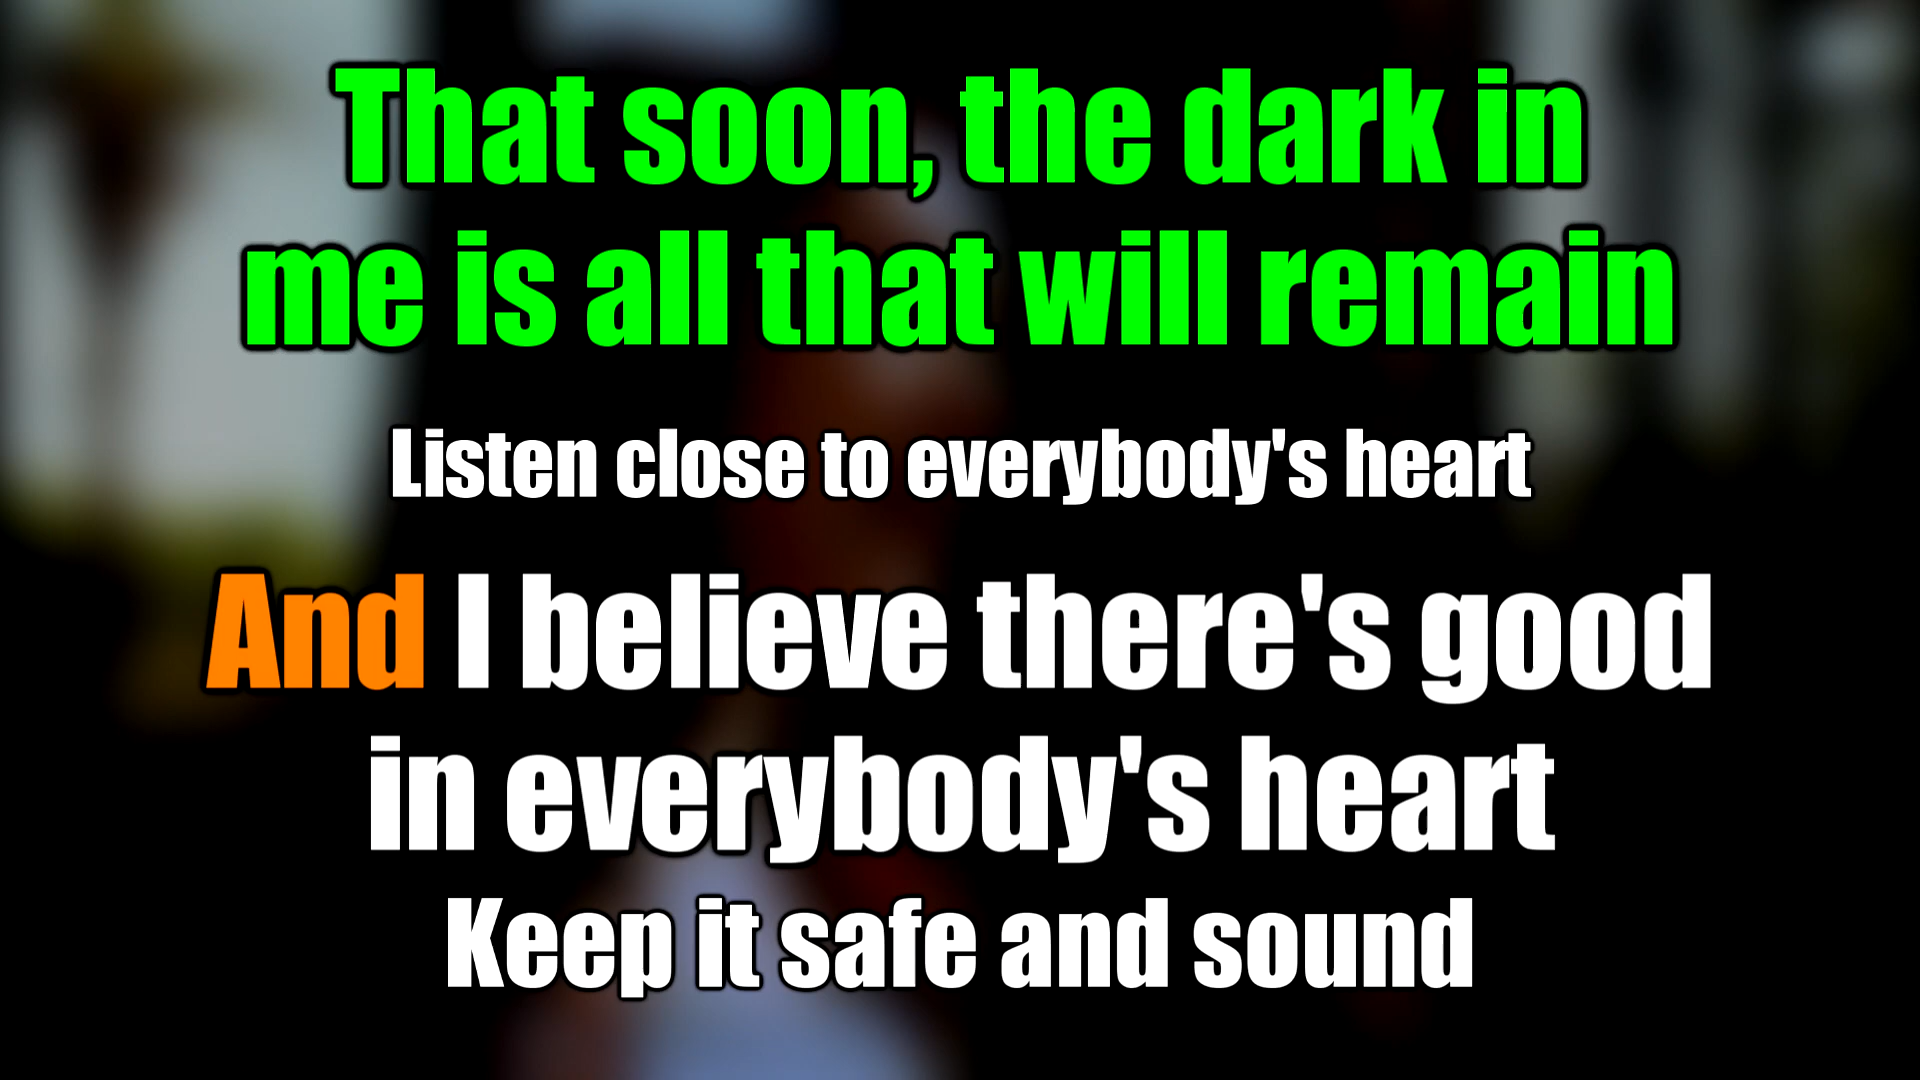 That soon, the dark in
me is all that will remain
Listen close to everybody's heart
And I believe there's good
in everybody's heart
Keep it safe and sound